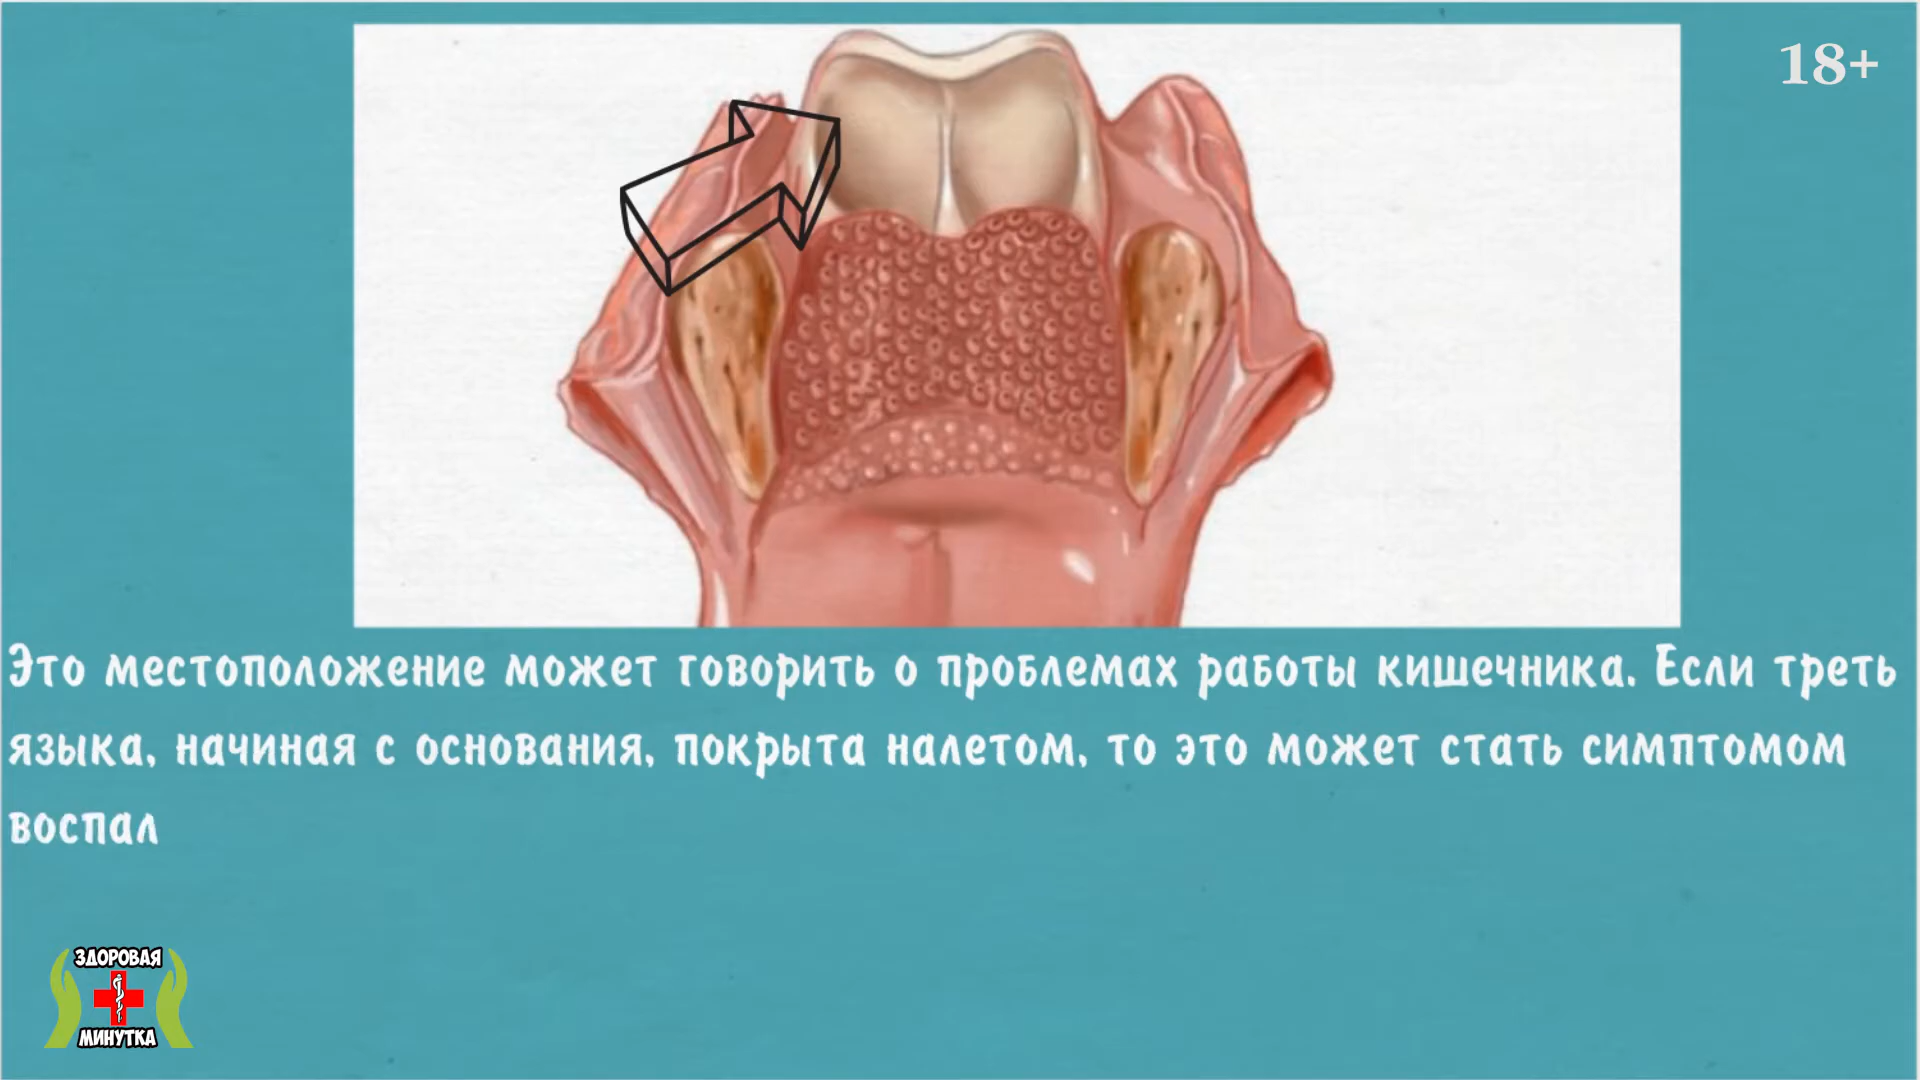 18+
Это местоположение может говорить о проблемах работы кишечника. Если треть
языка, начиная с основания, покрыта налетом, то это может стать симптомом
воспал
ЗДОРОВАЯ
МИНУТКА